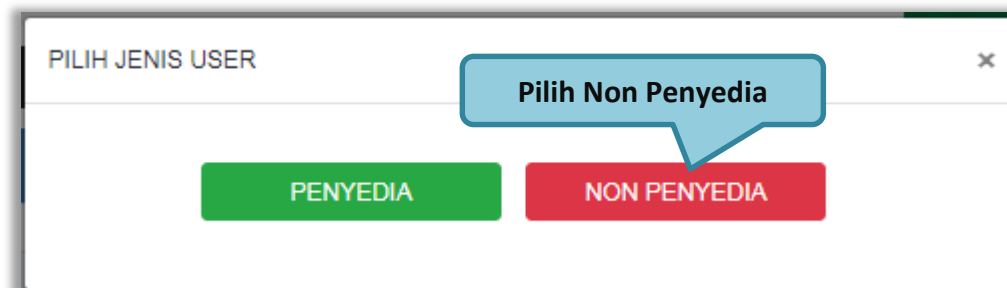 PILIH JENIS USER
×
Pilih Non Penyedia
PENYEDIA
NON PENYEDIA